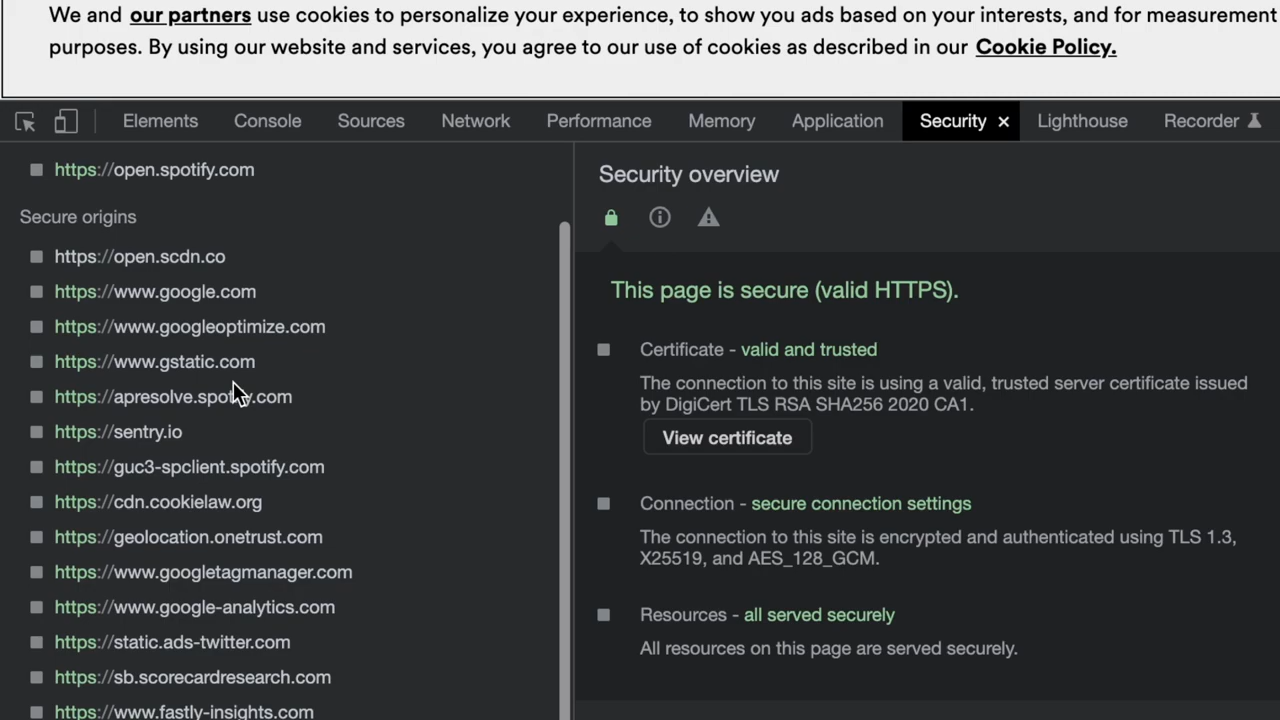 We and our partners use cookies to personalize your experience, to show you ads based on your interests, and for measurement
purposes. By using our website and services, you agree to our use of cookies as described in our Cookie Policy.
Elements Console Sources Network Performance Memory Application Security × Lighthouse Recorder
https://open.spotify.com
Secure origins
https://open.scdn.co
https://www.google.com
https://www.googleoptimize.com
https://www.gstatic.com
https://apresolve.spotify.com
https://sentry.io
https://guc3-spclient.spotify.com
https://cdn.cookielaw.org
https://geolocation.onetrust.com
https://www.googletagmanager.com
https://www.google-analytics.com
https://static.ads-twitter.com
https://sb.scorecardresearch.com
https://www.fastly-insights.com
Security overview
This page is secure (valid HTTPS).
Certificate - valid and trusted
The connection to this site is using a valid, trusted server certificate issued
by DigiCert TLS RSA SHA256 2020 CA1.
View certificate
Connection - secure connection settings
The connection to this site is encrypted and authenticated using TLS 1.3,
X25519, and AES_128_GCM.
Resources - all served securely
All resources on this page are served securely.